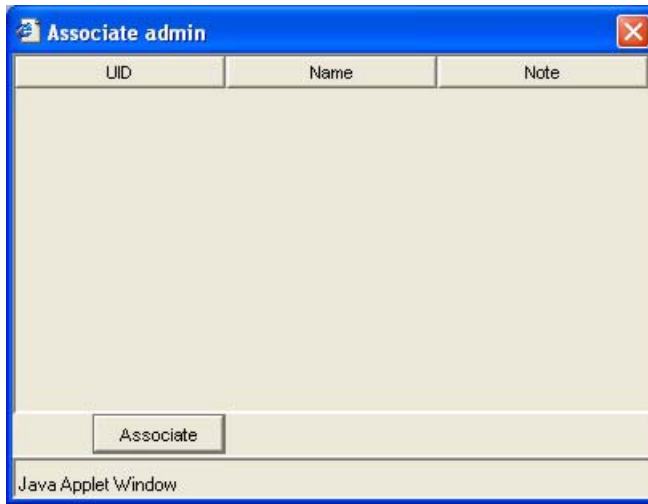 Associate admin
UID Name Note
Associate
Java Applet Window